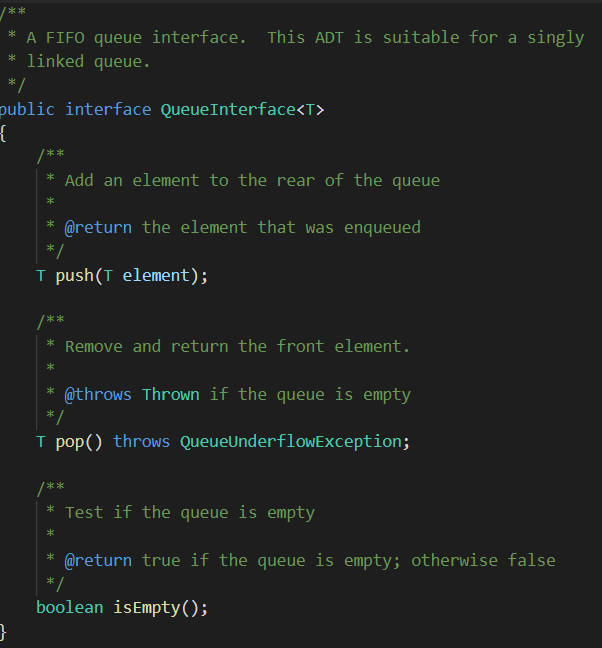 /**
 * A FIFO queue interface.  This ADT is suitable for a singly
 * linked queue.
 */
public interface QueueInterface<T>
{
    /**
     * Add an element to the rear of the queue
     *
     * @return the element that was enqueued
     */
    T push(T element);

    /**
     * Remove and return the front element.
     *
     * @throws Thrown if the queue is empty
     */
    T pop() throws QueueUnderflowException;

    /**
     * Test if the queue is empty
     *
     * @return true if the queue is empty; otherwise false
     */
    boolean isEmpty();
}